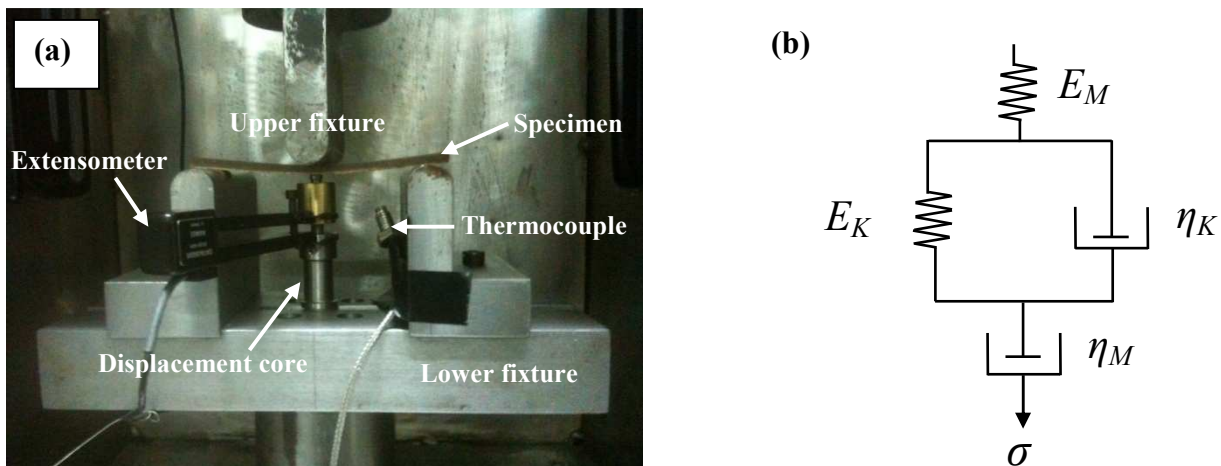 (a)
Upper fixture
Specimen
Extensometer
Thermocouple
Displacement core
Lower fixture
(b)
E_M
E_K
η_K
η_M
σ